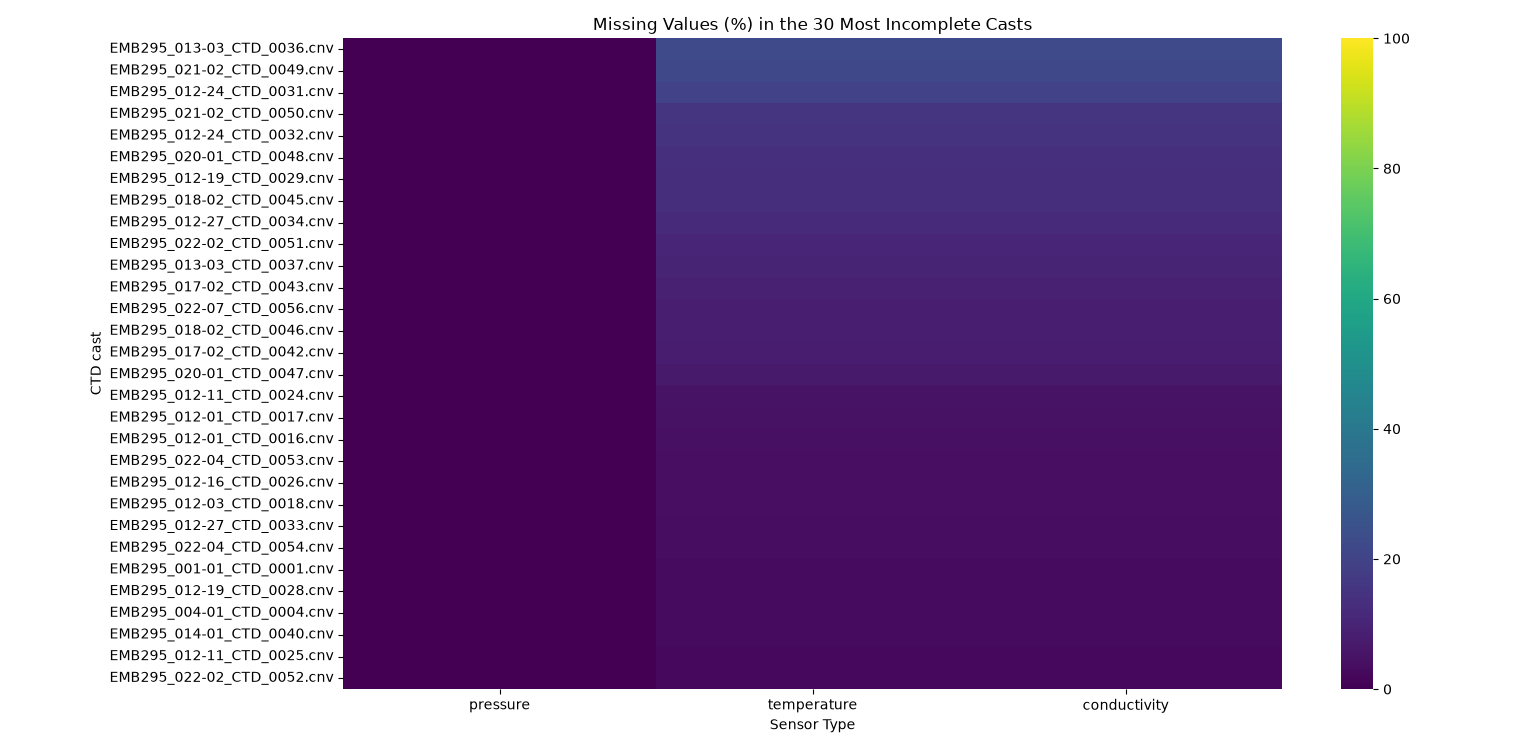 Missing Values (%) in the 30 Most Incomplete Casts
EMB295_013-03_CTD_0036.cnv
EMB295_021-02_CTD_0049.cnv
EMB295_012-24_CTD_0031.cnv
EMB295_021-02_CTD_0050.cnv
EMB295_012-24_CTD_0032.cnv
EMB295_020-01_CTD_0048.cnv
EMB295_012-19_CTD_0029.cnv
EMB295_018-02_CTD_0045.cnv
EMB295_012-27_CTD_0034.cnv
EMB295_022-02_CTD_0051.cnv
EMB295_013-03_CTD_0037.cnv
EMB295_017-02_CTD_0043.cnv
EMB295_022-07_CTD_0056.cnv
EMB295_018-02_CTD_0046.cnv
EMB295_017-02_CTD_0042.cnv
EMB295_020-01_CTD_0047.cnv
EMB295_012-11_CTD_0024.cnv
EMB295_012-01_CTD_0017.cnv
EMB295_012-01_CTD_0016.cnv
EMB295_022-04_CTD_0053.cnv
EMB295_012-16_CTD_0026.cnv
EMB295_012-03_CTD_0018.cnv
EMB295_012-27_CTD_0033.cnv
EMB295_022-04_CTD_0054.cnv
EMB295_001-01_CTD_0001.cnv
EMB295_012-19_CTD_0028.cnv
EMB295_004-01_CTD_0004.cnv
EMB295_014-01_CTD_0040.cnv
EMB295_012-11_CTD_0025.cnv
EMB295_022-02_CTD_0052.cnv
CTD cast
pressure
temperature
conductivity
Sensor Type
100
80
60
40
20
0